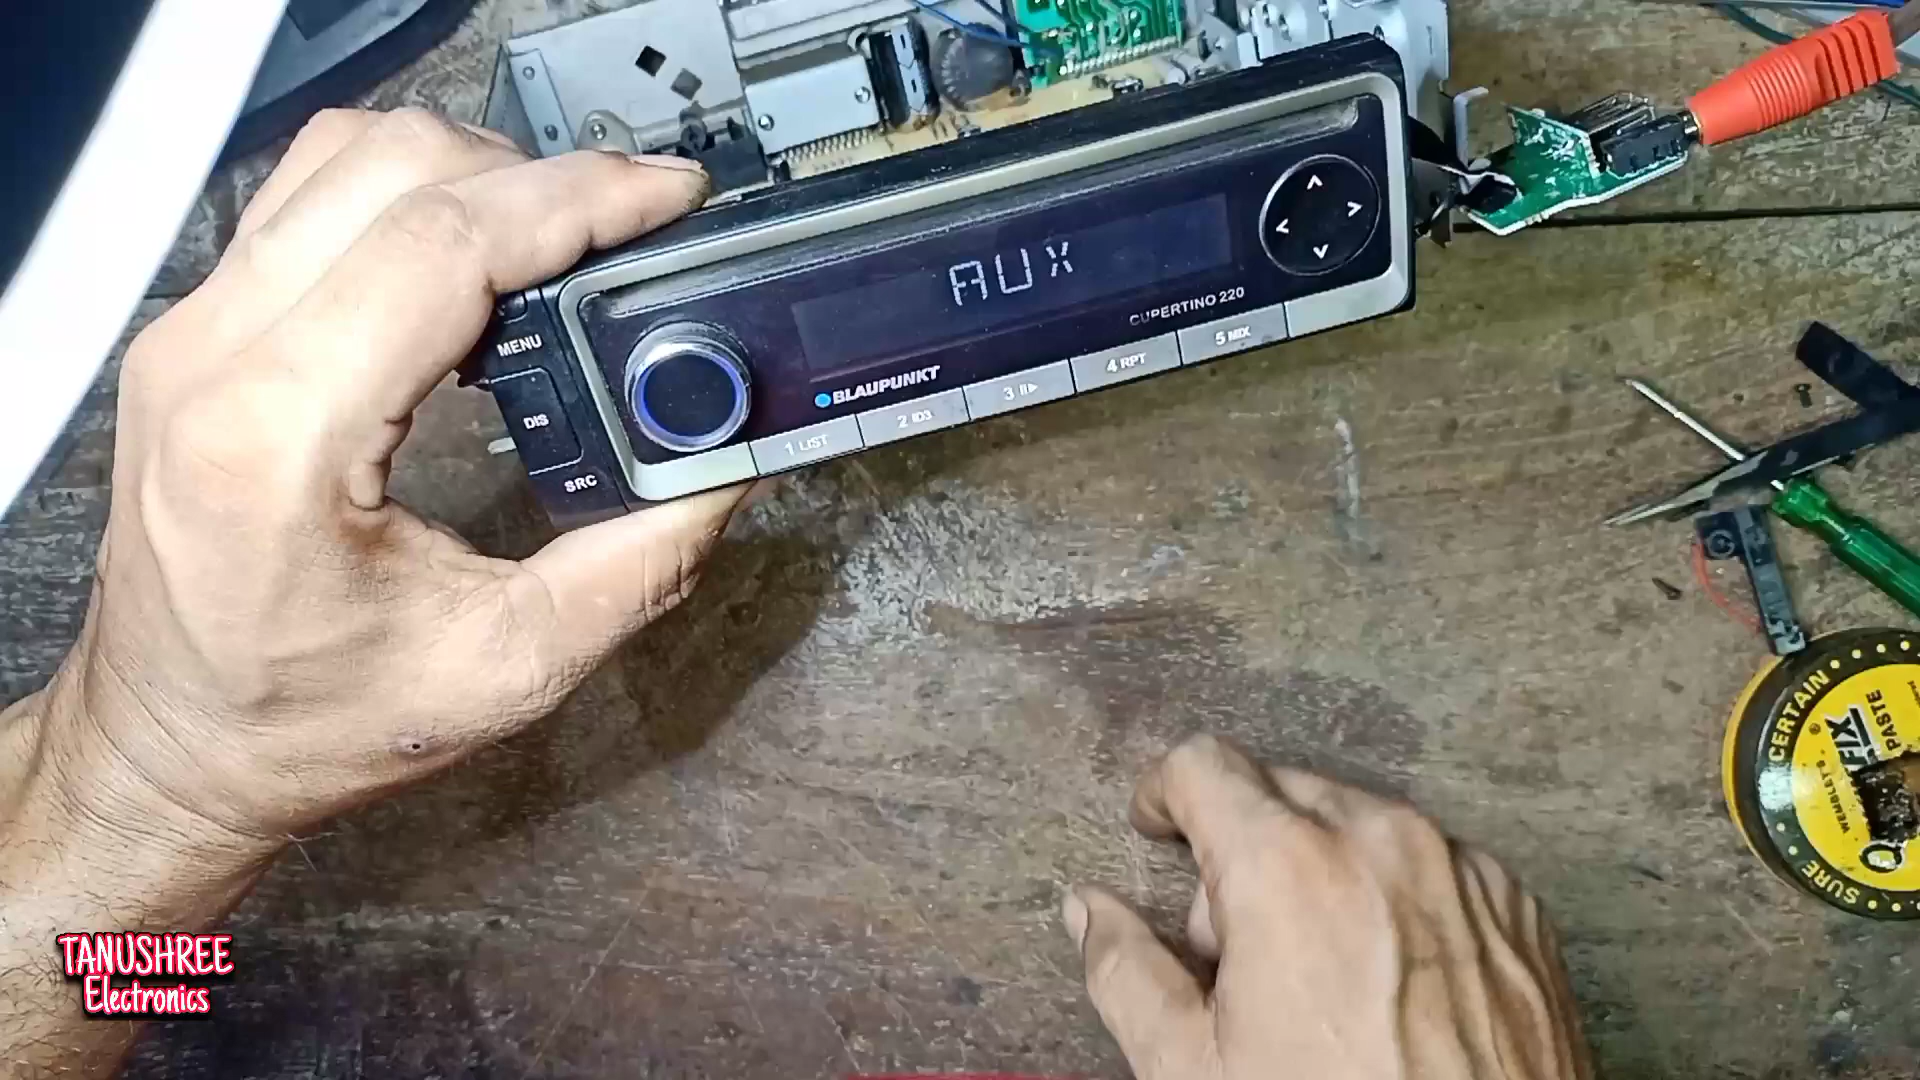 AUX
CUPERTINO 220
BLAUPUNKT
MENU
DIS
SRC
1 LIST
2 ID3
3
4 RPT
5 MIX
CERTAIN
WEMBLEY'S
PASTE
SURE
TANUSHREE
Electronics